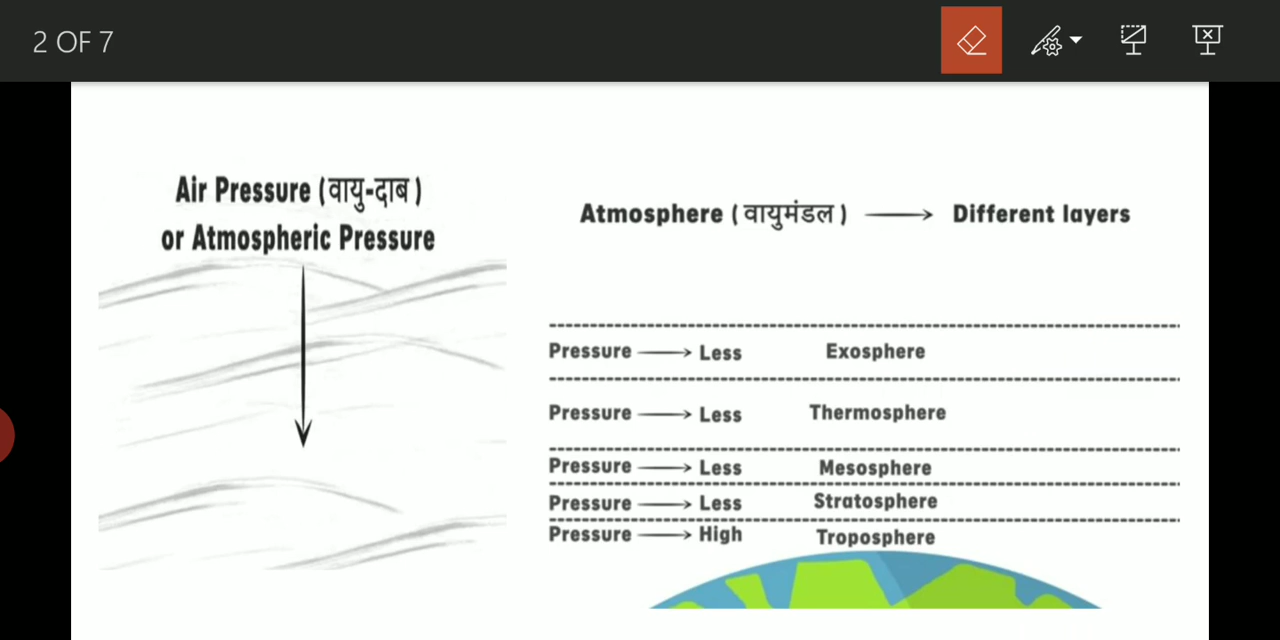 2 OF 7
Air Pressure (वायु-दाब)
or Atmospheric Pressure
Atmosphere (वायुमंडल) → Different layers
Pressure → Less Exosphere
Pressure → Less Thermosphere
Pressure → Less Mesosphere
Pressure → Less Stratosphere
Pressure → High Troposphere